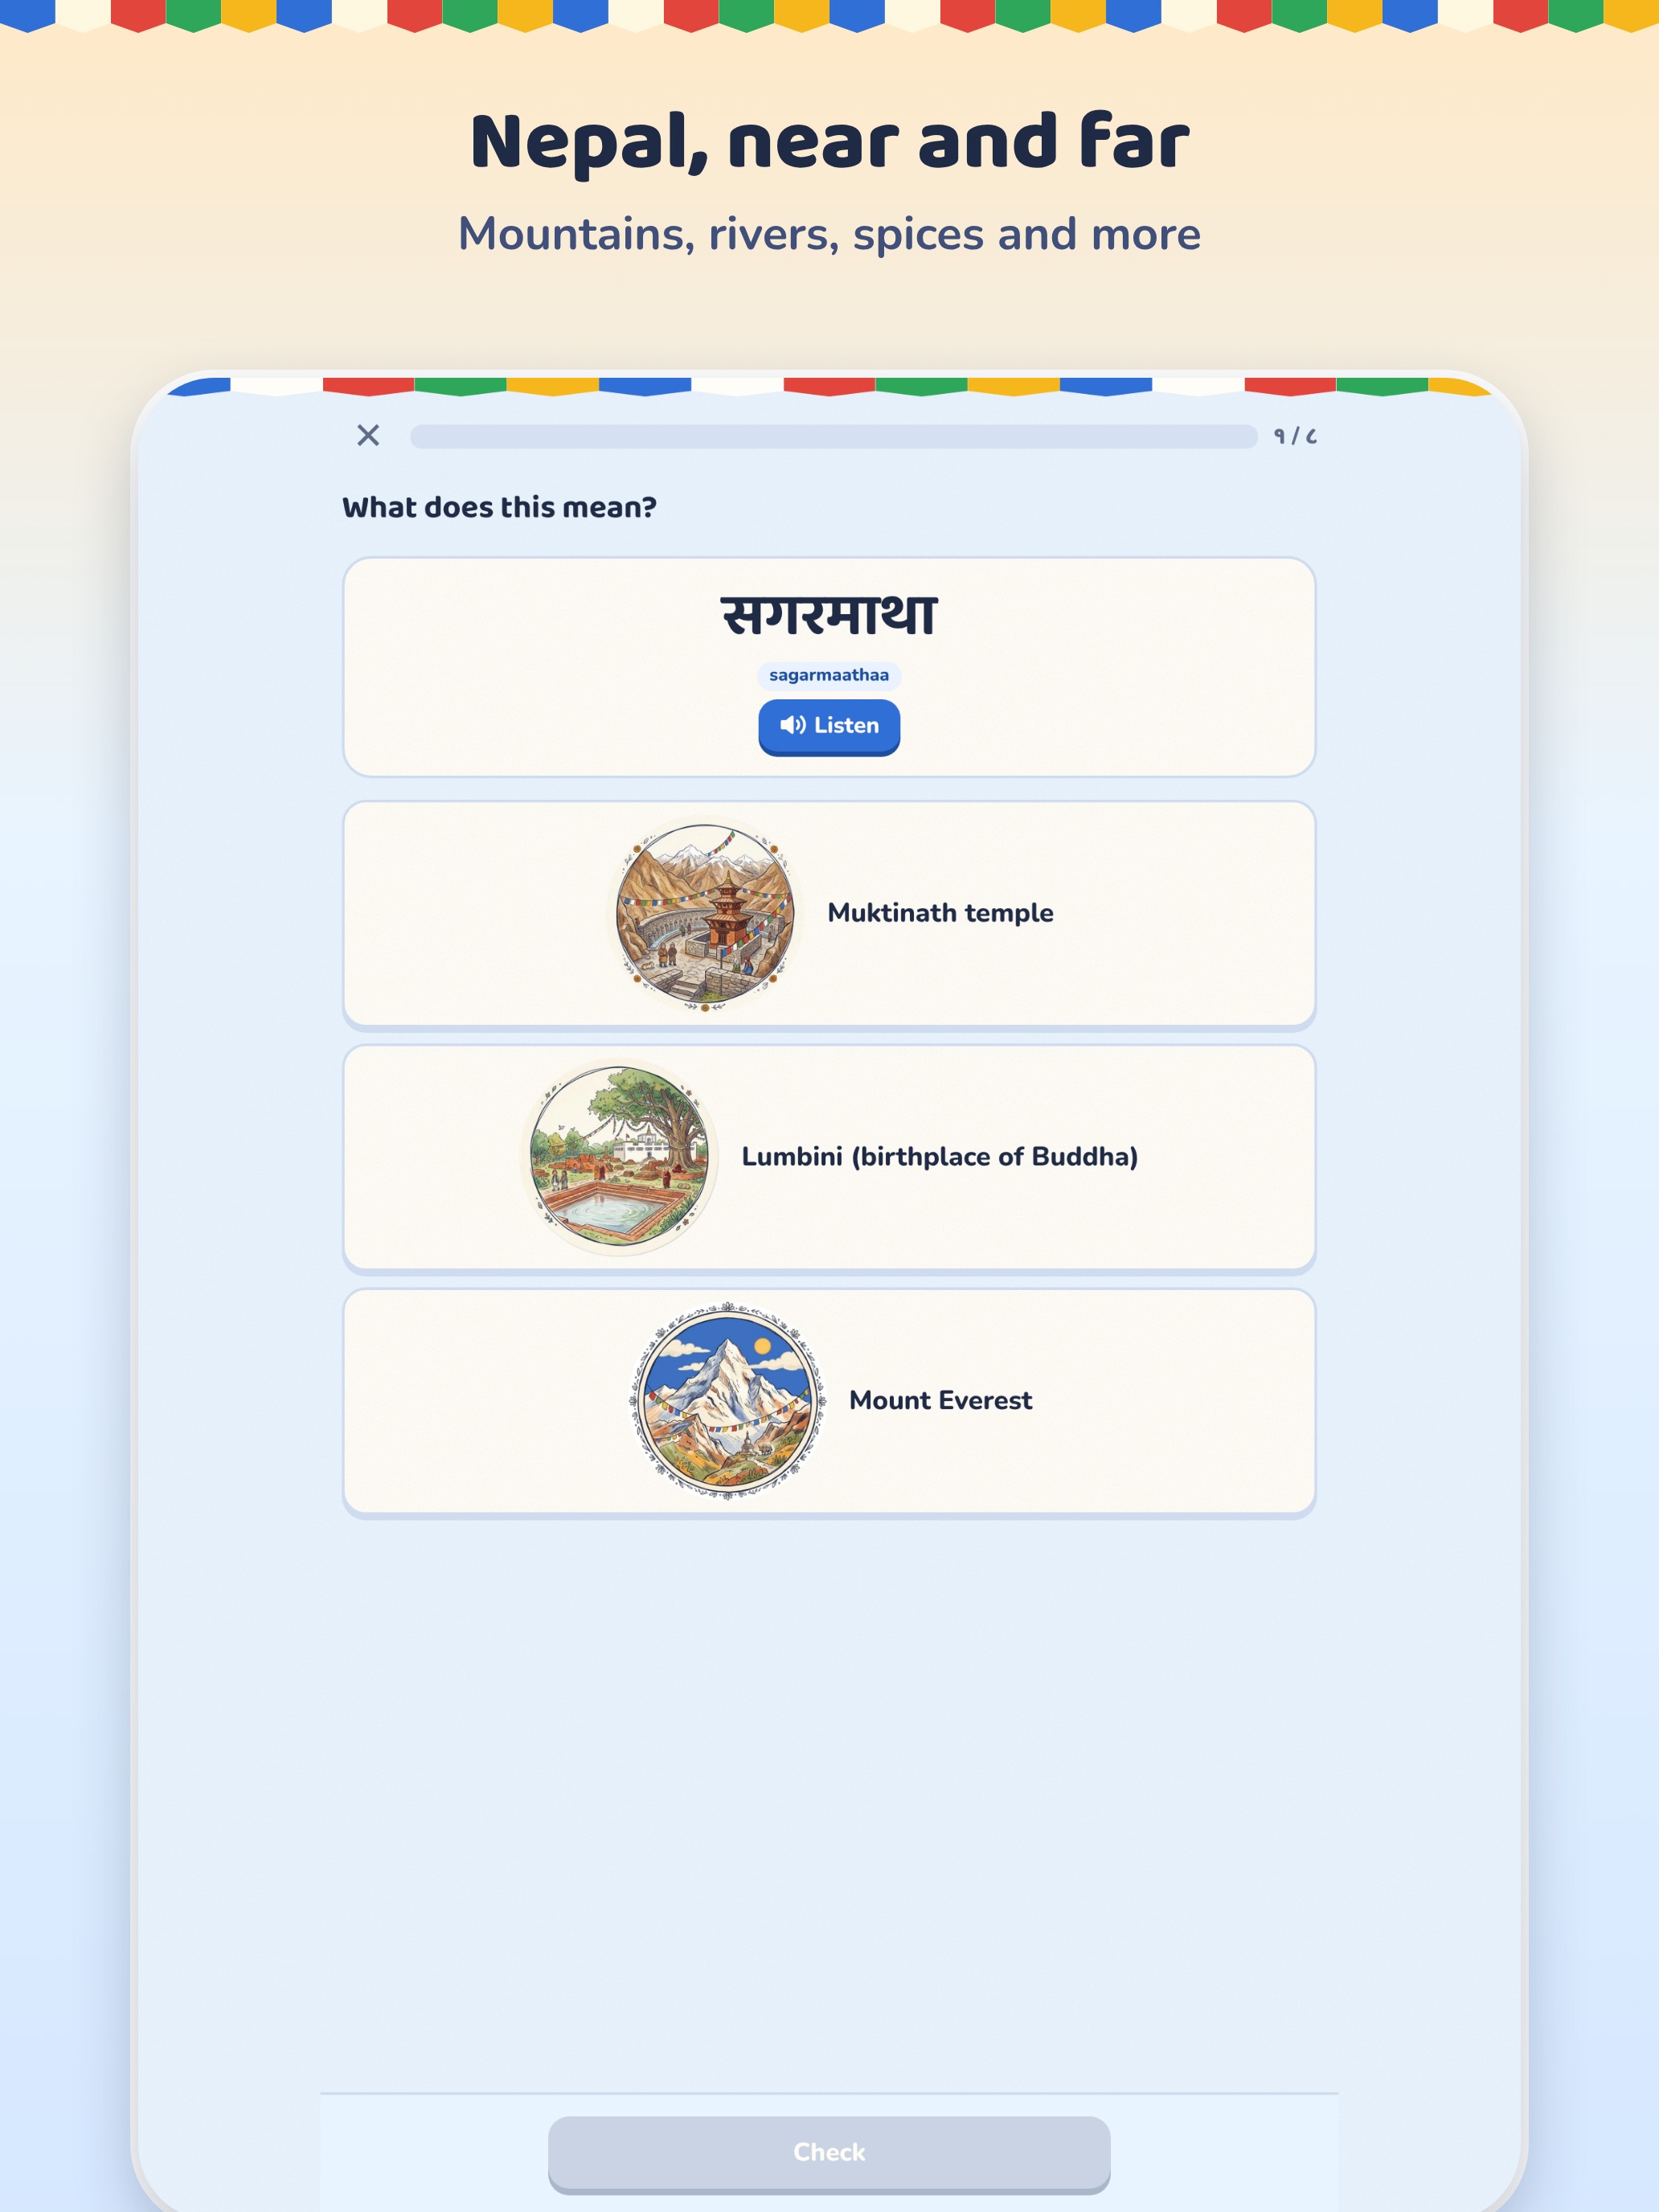 Nepal, near and far
Mountains, rivers, spices and more
१ / ८
What does this mean?
सगरमाथा
sagarmaathaa
Listen
Muktinath temple
Lumbini (birthplace of Buddha)
Mount Everest
Check